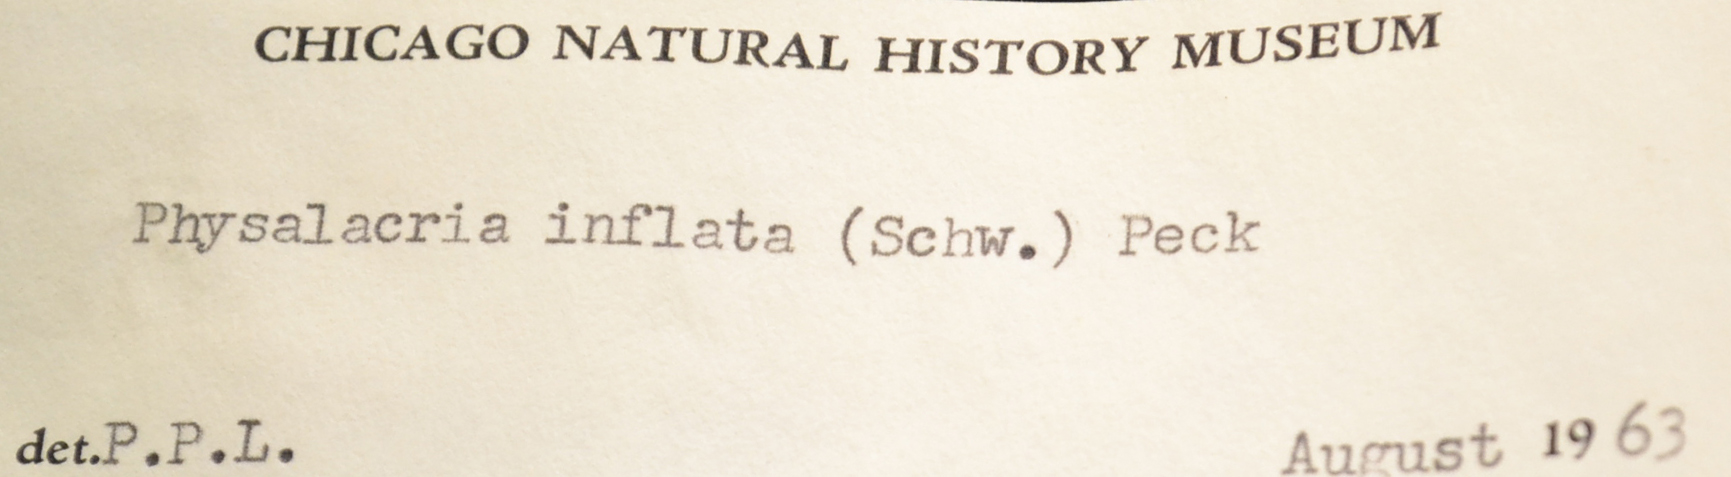 CHICAGO NATURAL HISTORY MUSEUM
Physalacria inflata (Schw.) Peck
det.P.P.L.
August 1963